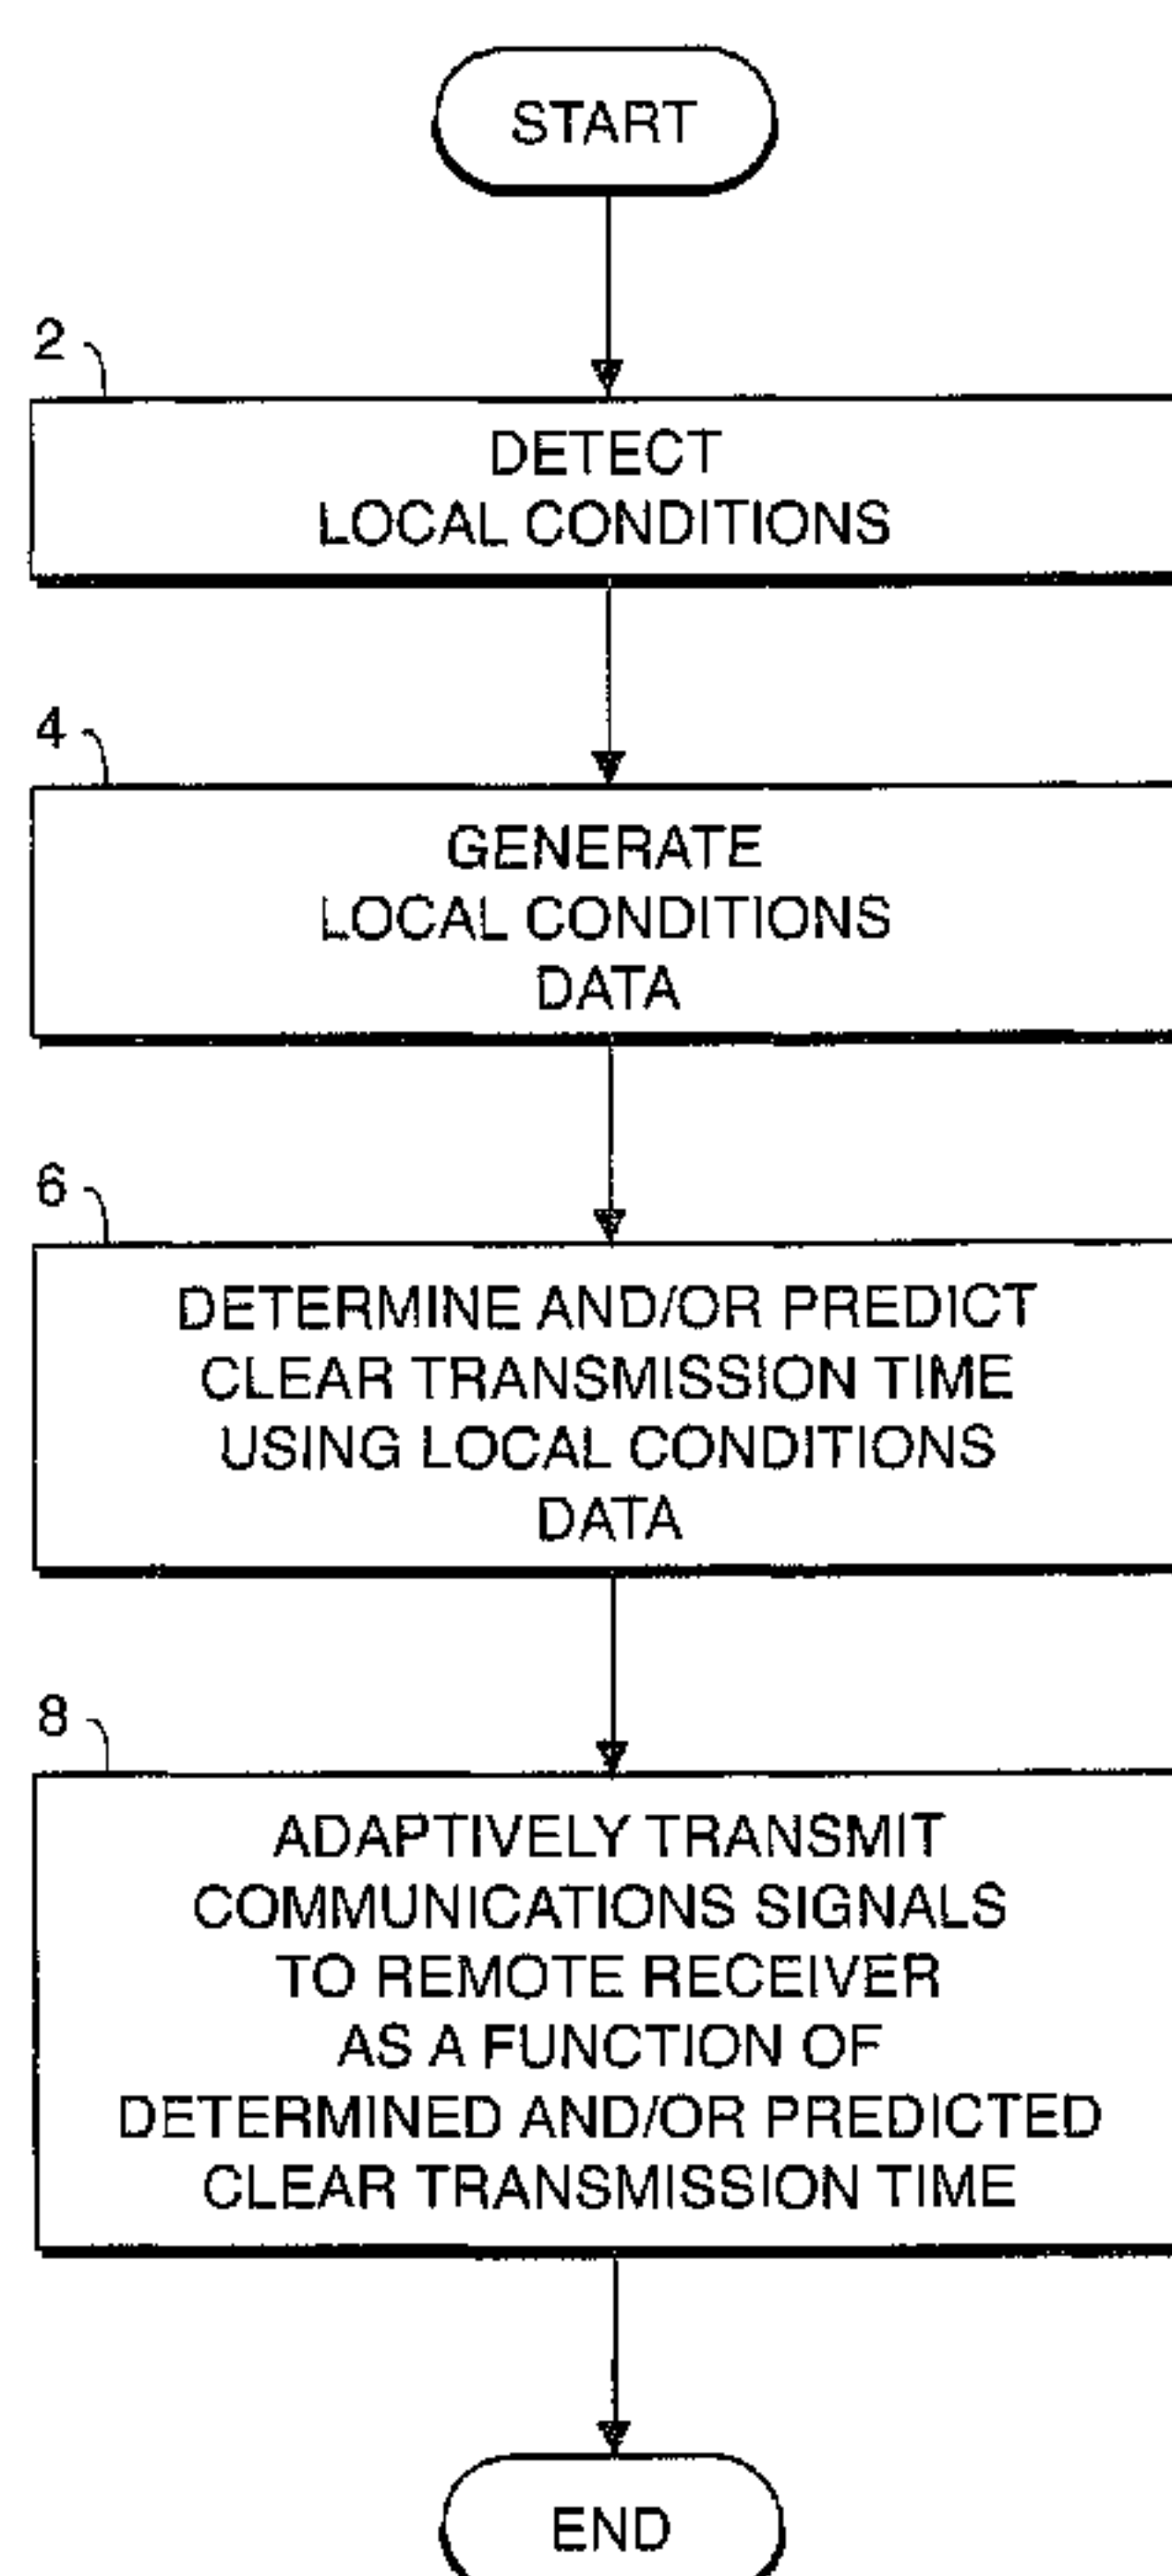 START
2
DETECT
LOCAL CONDITIONS
4
GENERATE
LOCAL CONDITIONS
DATA
6
DETERMINE AND/OR PREDICT
CLEAR TRANSMISSION TIME
USING LOCAL CONDITIONS
DATA
8
ADAPTIVELY TRANSMIT
COMMUNICATIONS SIGNALS
TO REMOTE RECEIVER
AS A FUNCTION OF
DETERMINED AND/OR PREDICTED
CLEAR TRANSMISSION TIME
END